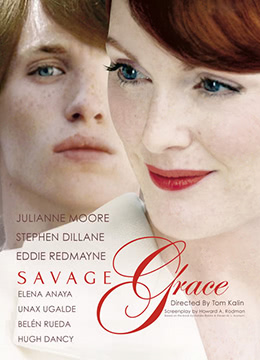 JULIANNE MOORE
STEPHEN DILLANE
EDDIE REDMAYNE
SAVAGE Grace
Directed By Tom Kalin
ELENA ANAYA
Screenplay by Howard A. Rodman
UNAX UGALDE
BELÉN RUEDA
HUGH DANCY